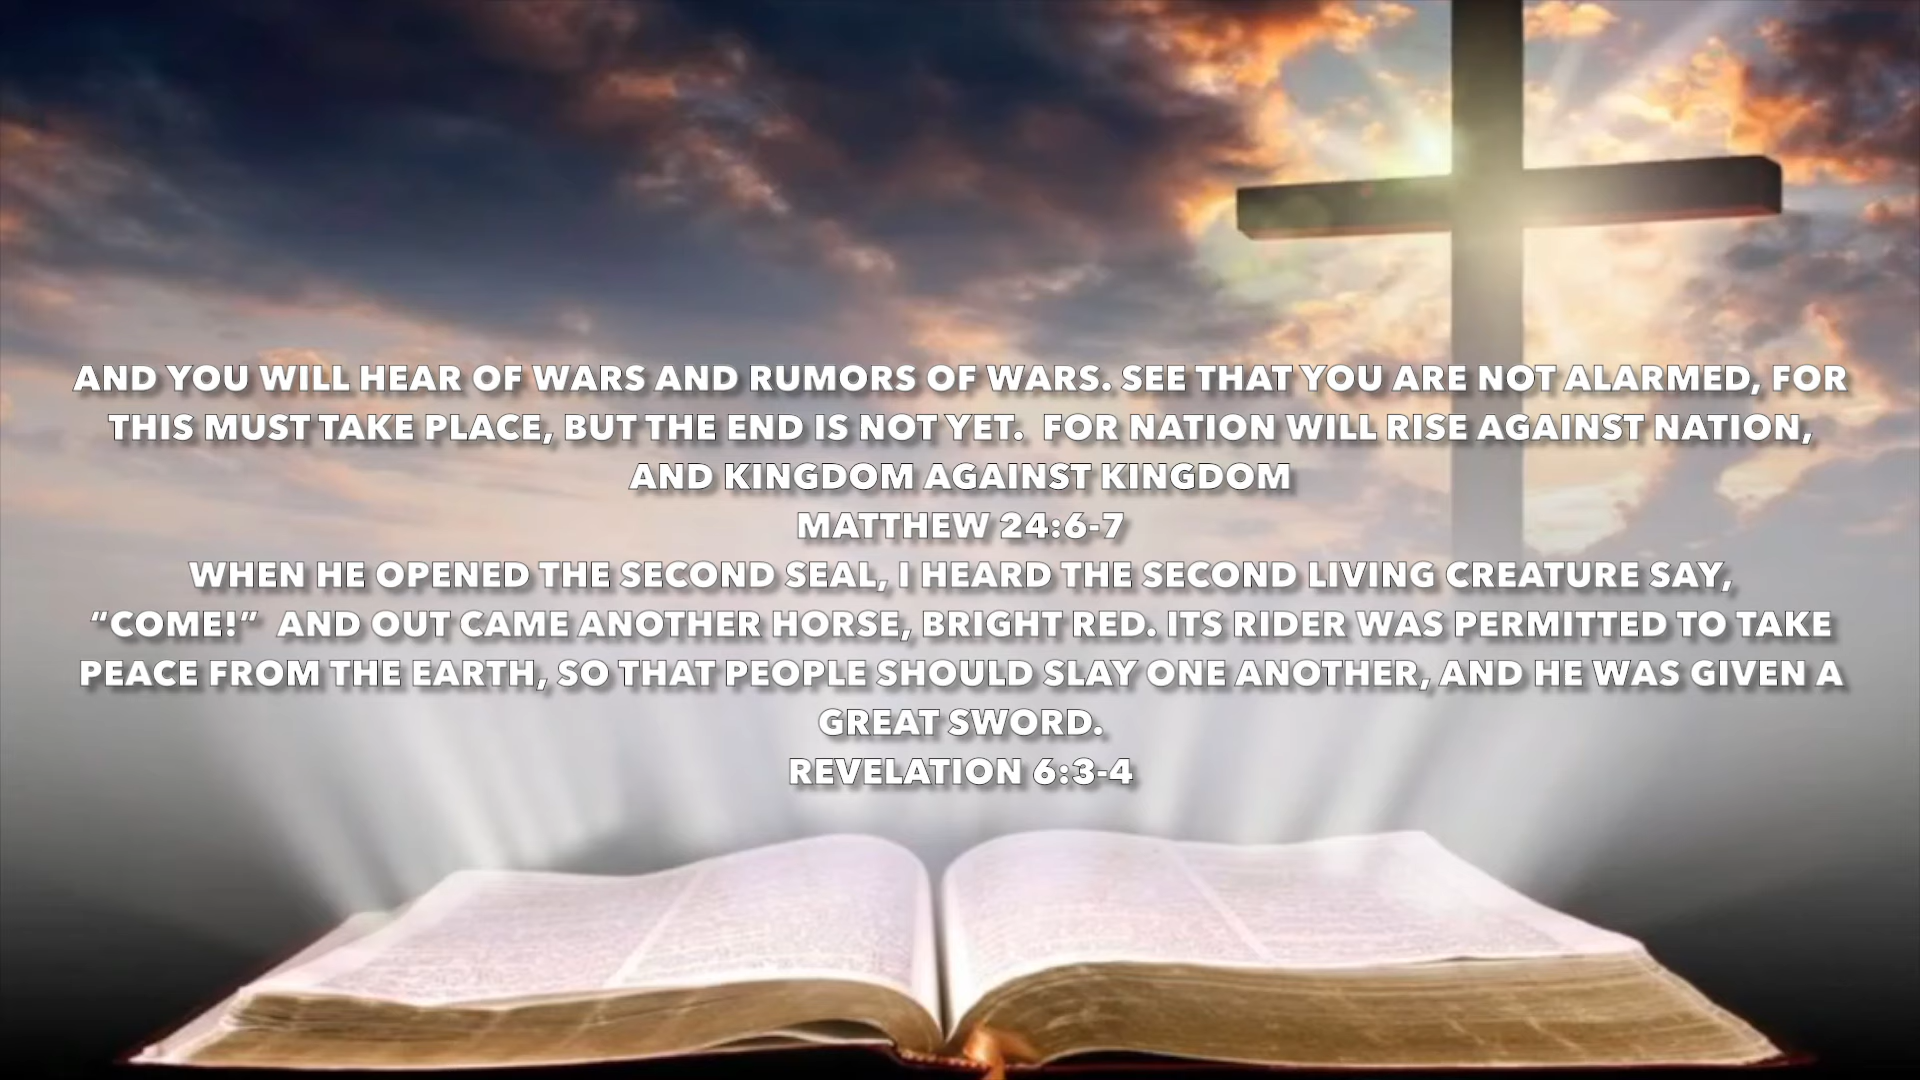 AND YOU WILL HEAR OF WARS AND RUMORS OF WARS. SEE THAT YOU ARE NOT ALARMED, FOR
THIS MUST TAKE PLACE, BUT THE END IS NOT YET.  FOR NATION WILL RISE AGAINST NATION,
AND KINGDOM AGAINST KINGDOM
MATTHEW 24:6-7
WHEN HE OPENED THE SECOND SEAL, I HEARD THE SECOND LIVING CREATURE SAY,
“COME!”  AND OUT CAME ANOTHER HORSE, BRIGHT RED. ITS RIDER WAS PERMITTED TO TAKE
PEACE FROM THE EARTH, SO THAT PEOPLE SHOULD SLAY ONE ANOTHER, AND HE WAS GIVEN A
GREAT SWORD.
REVELATION 6:3-4